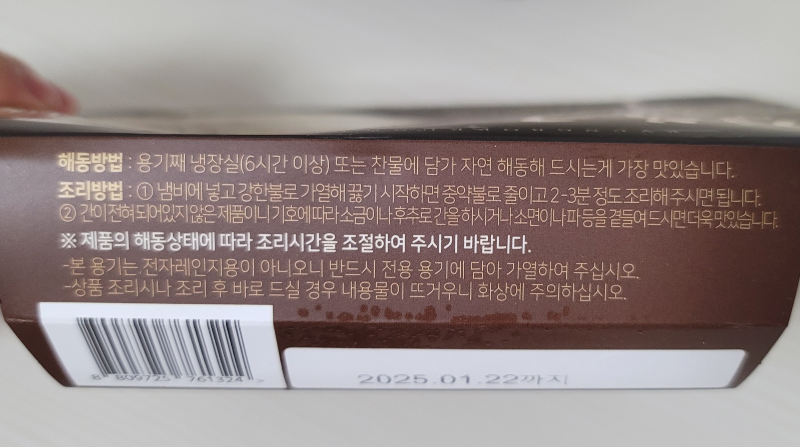 해동방법 : 용기째 냉장실(6시간 이상) 또는 찬물에 담가 자연 해동해 드시는게 가장 맛있습니다.
조리방법 : ① 냄비에 넣고 강한불로 가열해 끓기 시작하면 중약불로 줄이고 2-3분 정도 조리해 주시면 됩니다.
② 간이 전혀 되어있지 않은 제품이니 기호에 따라 소금이나 후추로 간을 하시거나 소면이나 파 등을 곁들여 드시면 더욱 맛있습니다.
※ 제품의 해동상태에 따라 조리시간을 조절하여 주시기 바랍니다.
-본 용기는 전자레인지용이 아니오니 반드시 전용 용기에 담아 가열하여 주십시오.
-상품 조리시나 조리 후 바로 드실 경우 내용물이 뜨거우니 화상에 주의하십시오.
8 809725 761324 >
2025.01.22까지